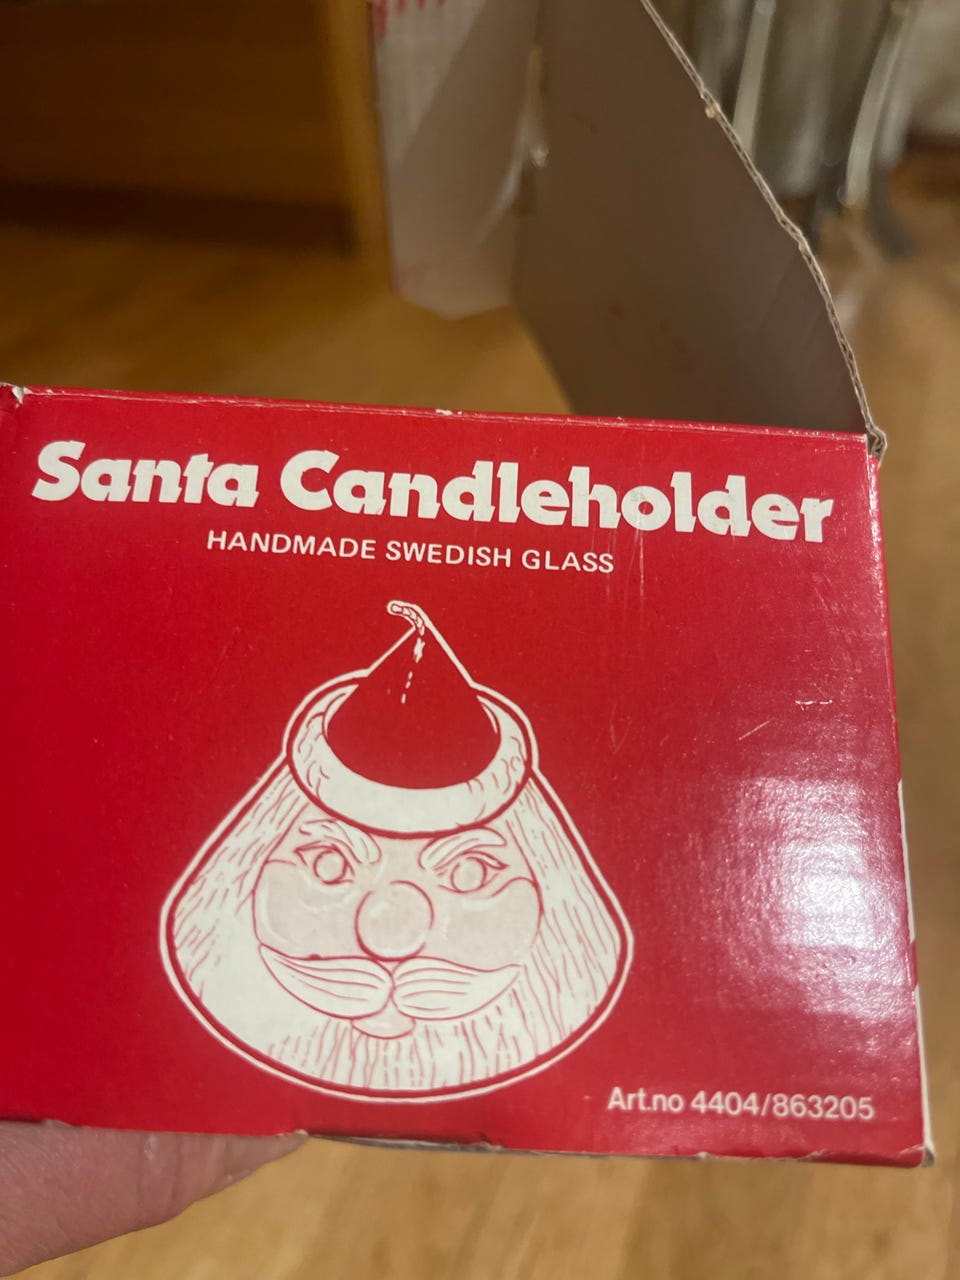 Santa Candleholder
HANDMADE SWEDISH GLASS
Art.no 4404/863205